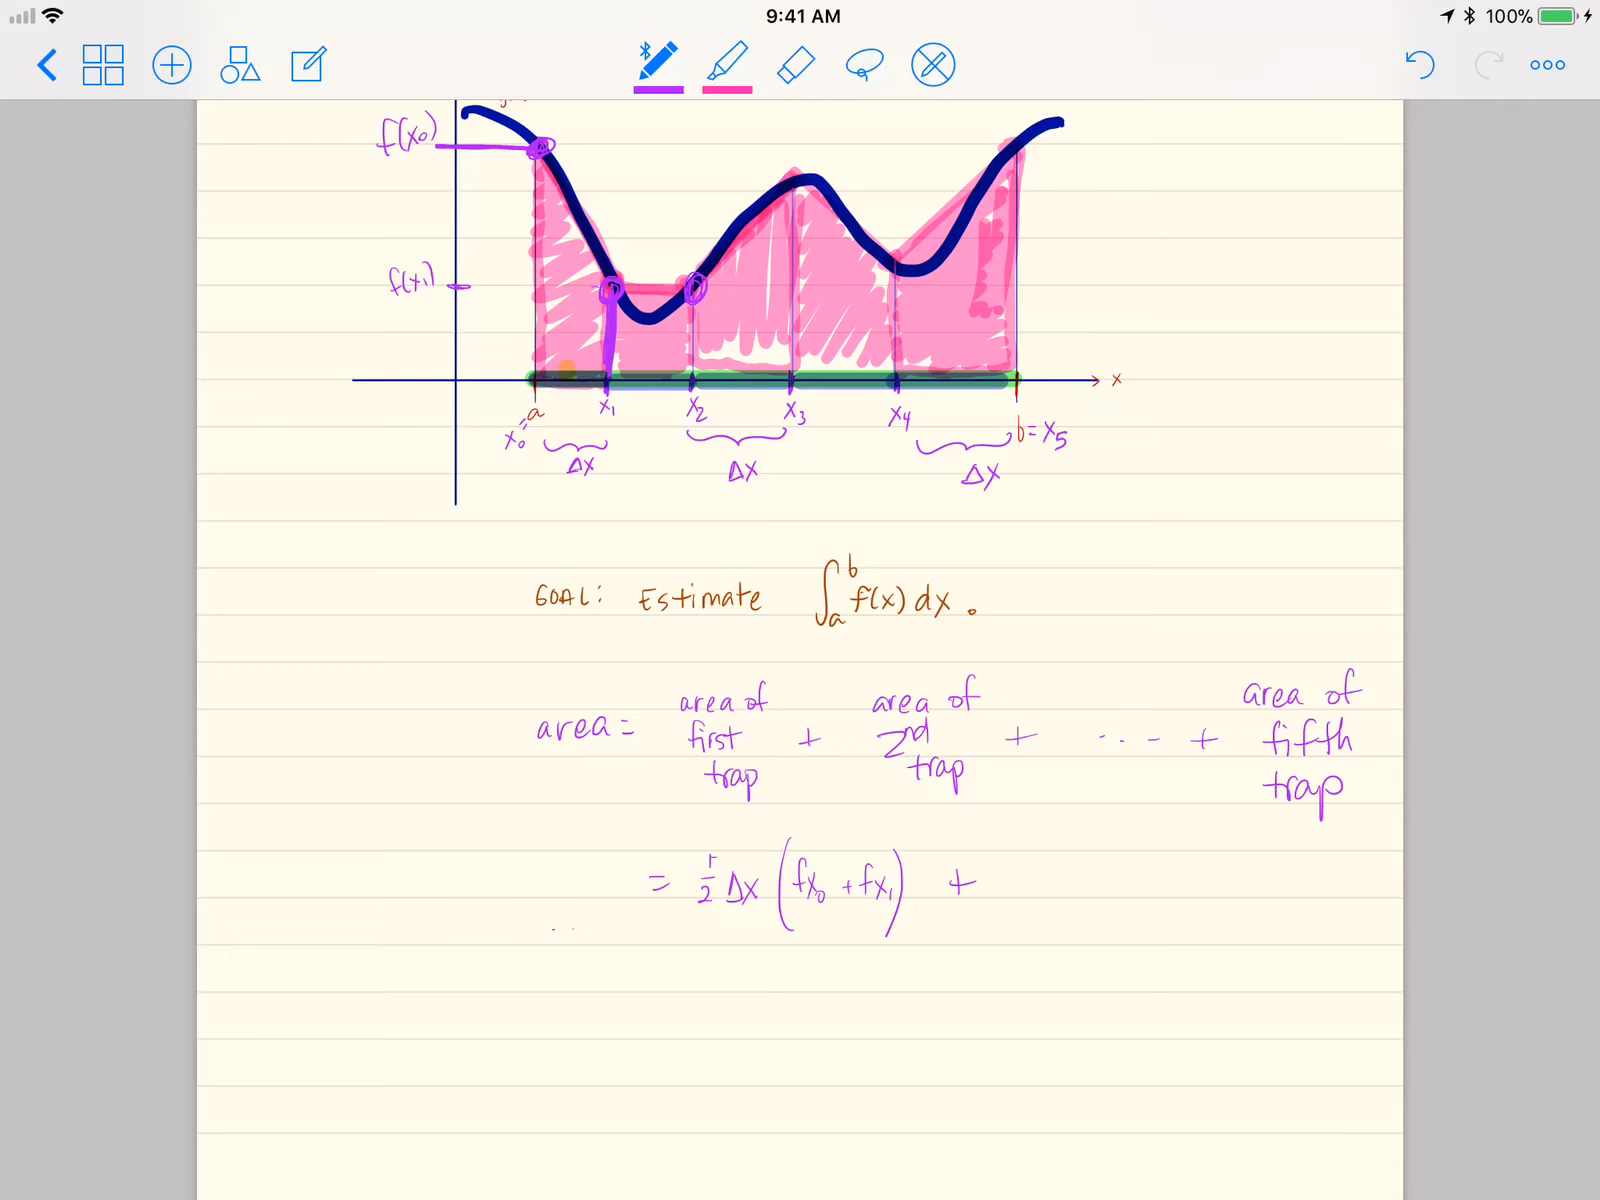 9:41 AM
100%
f(x₀)
f(x₁)
x
x₀ = a
x₁
x₂
x₃
x₄
b = x₅
Δx
Δx
Δx
GOAL: Estimate ∫ₐᵇ f(x) dx .
area = area of first trap + area of 2nd trap + ... + area of fifth trap
= 1/2 Δx (fx₀ + fx₁) +